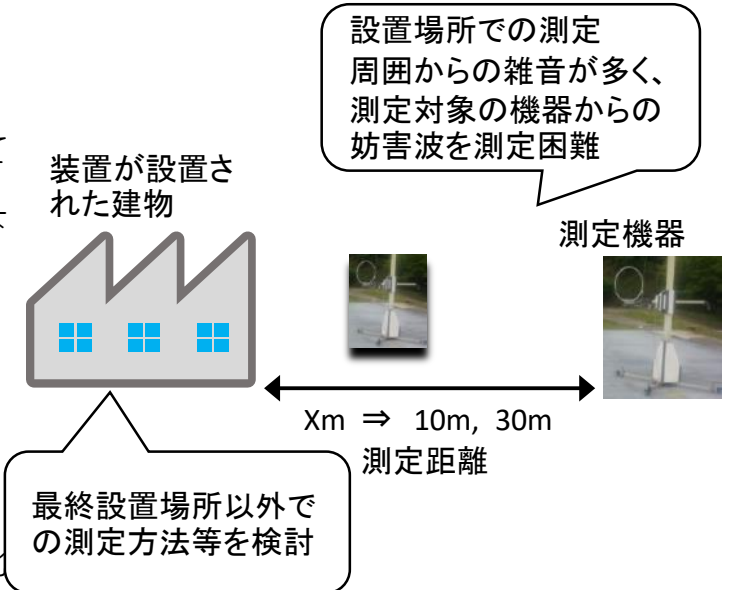 設置場所での測定
周囲からの雑音が多く、
測定対象の機器からの
妨害波を測定困難
装置が設置さ
れた建物
測定機器
Xm ⇒ 10m, 30m
測定距離
最終設置場所以外で
の測定方法等を検討